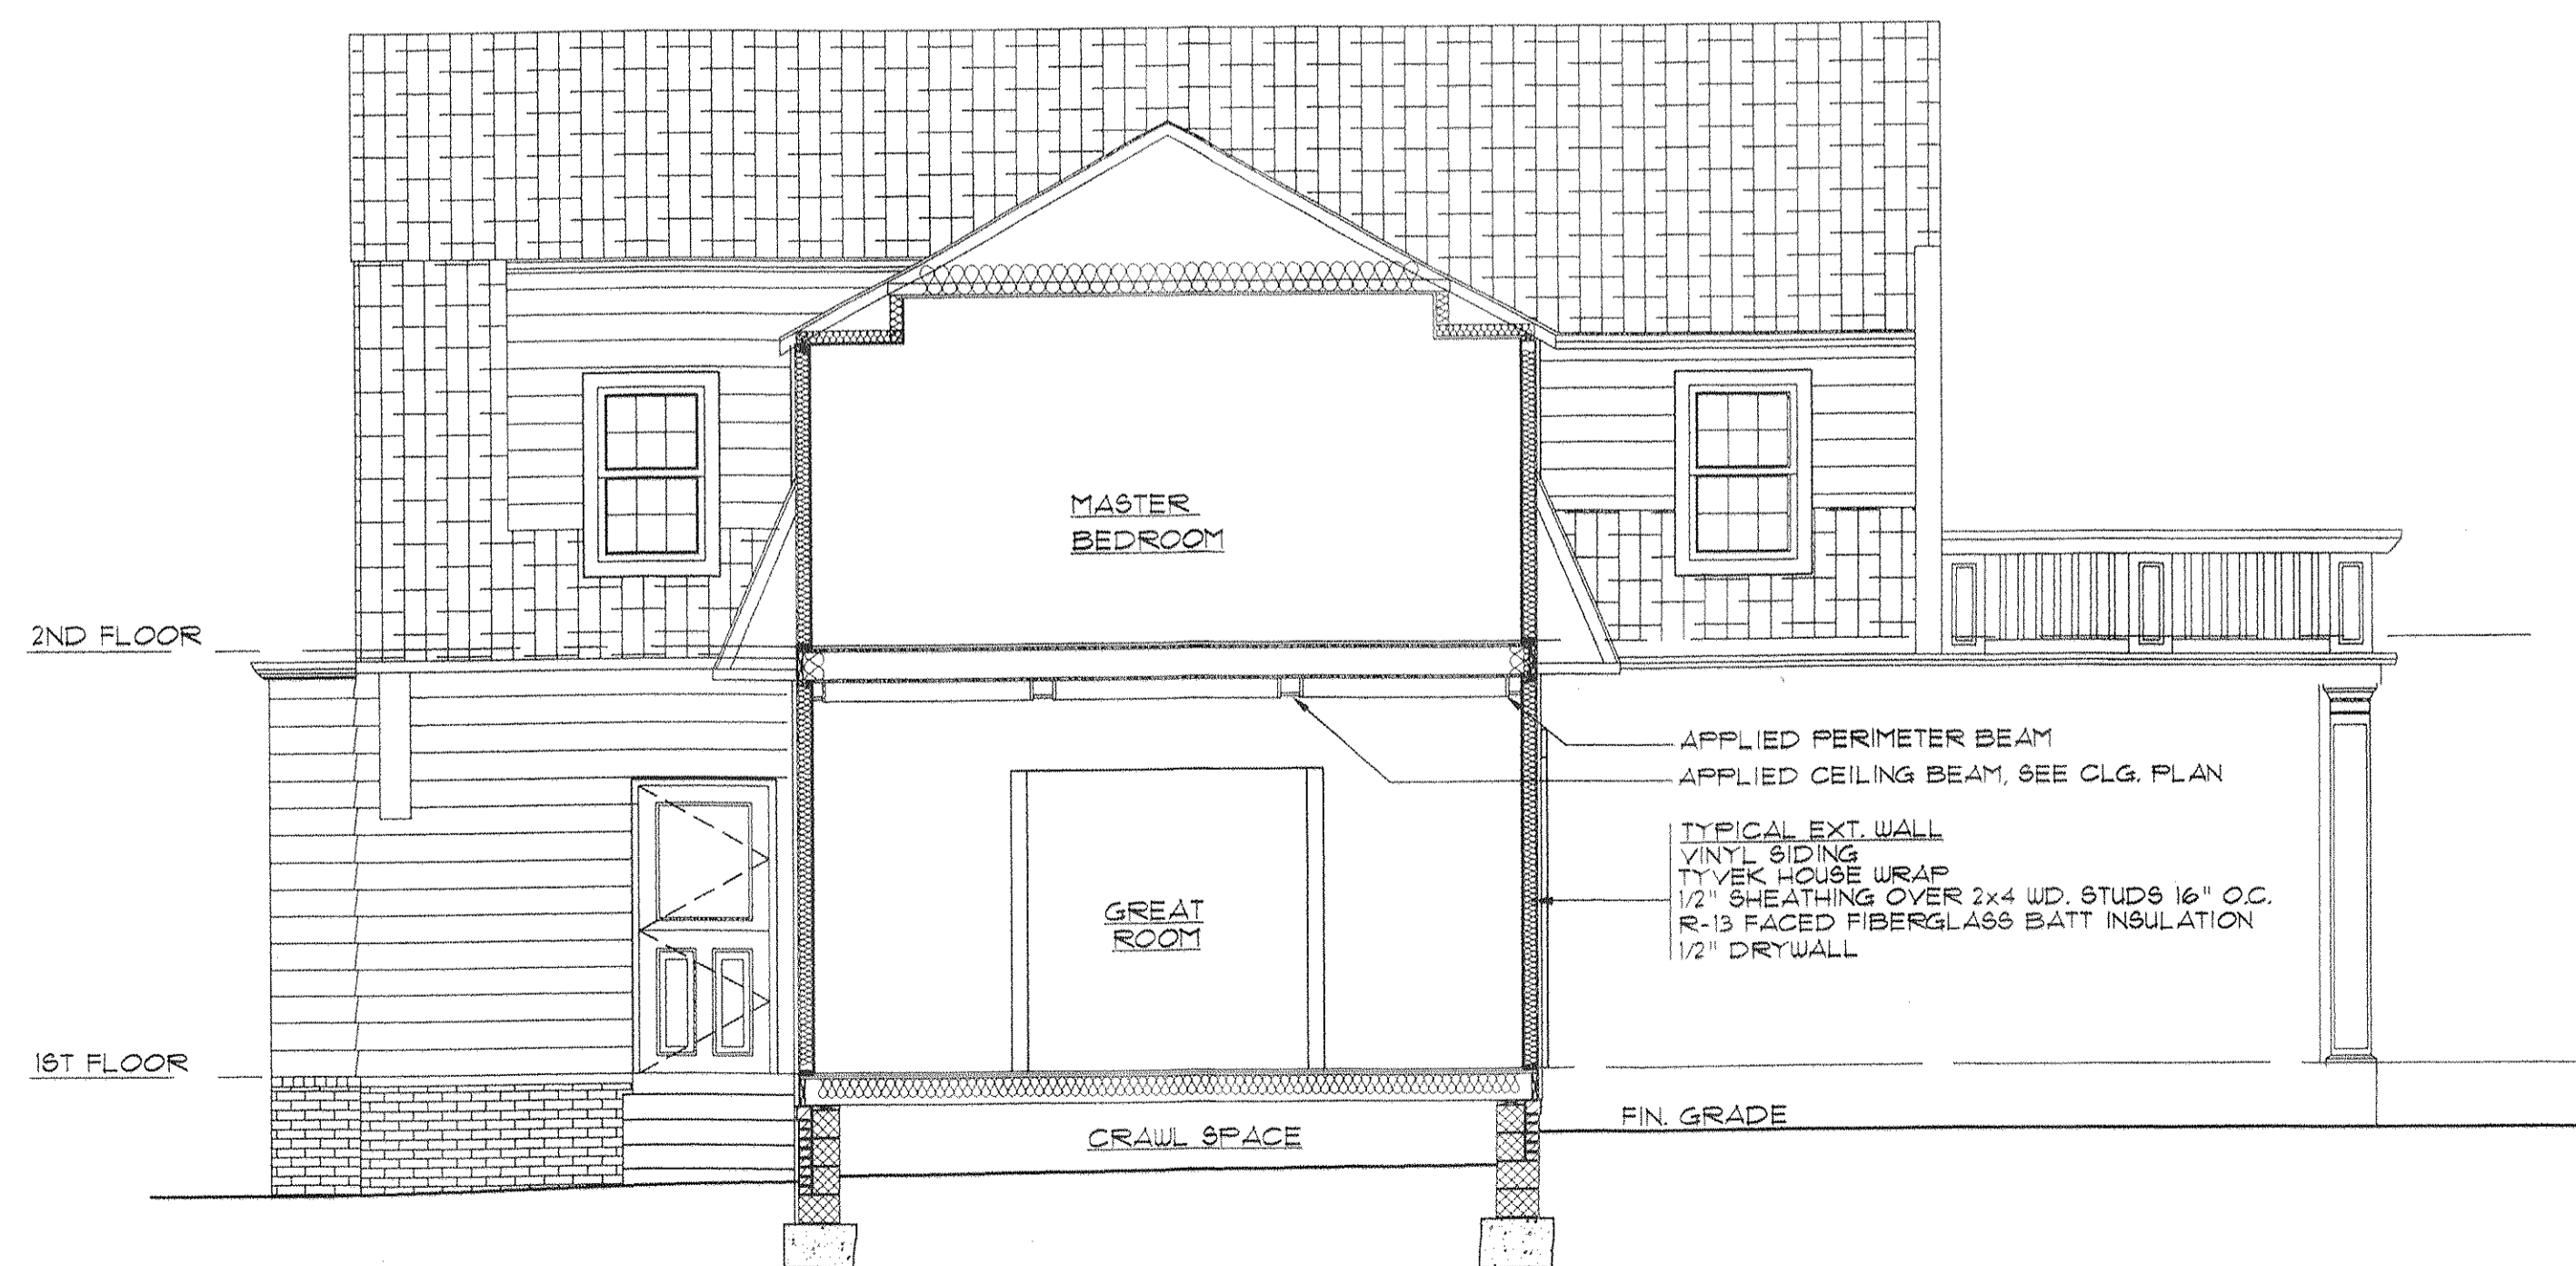 MASTER
BEDROOM
2ND FLOOR
APPLIED PERIMETER BEAM
APPLIED CEILING BEAM, SEE CLG. PLAN
TYPICAL EXT. WALL
VINYL SIDING
TYVEK HOUSE WRAP
1/2" SHEATHING OVER 2x4 WD. STUDS 16" O.C.
R-13 FACED FIBERGLASS BATT INSULATION
1/2" DRYWALL
GREAT
ROOM
1ST FLOOR
FIN. GRADE
CRAWL SPACE